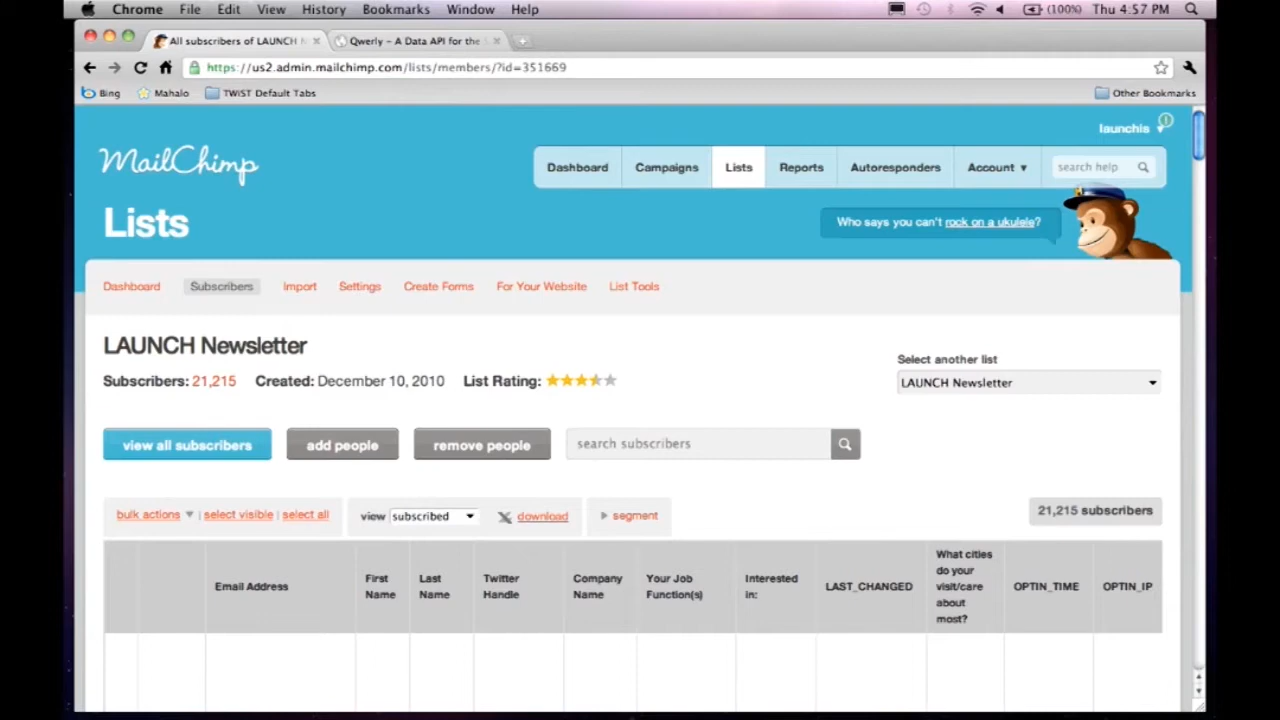 Chrome File Edit View History Bookmarks Window Help (100%) Thu 4:57 PM
All subscribers of LAUNCH N Qwerly – A Data API for the
https://us2.admin.mailchimp.com/lists/members/?id=351669
Bing Mahalo TWiST Default Tabs Other Bookmarks
launchis
MailChimp
Dashboard Campaigns Lists Reports Autoresponders Account ▾ search help
Lists
Who says you can't rock on a ukulele?
Dashboard Subscribers Import Settings Create Forms For Your Website List Tools
LAUNCH Newsletter
Subscribers: 21,215 Created: December 10, 2010 List Rating:
Select another list
LAUNCH Newsletter
view all subscribers add people remove people search subscribers
bulk actions | select visible | select all view subscribed download segment 21,215 subscribers
Email Address
First Name
Last Name
Twitter Handle
Company Name
Your Job Function(s)
Interested in:
LAST_CHANGED
What cities do your visit/care about most?
OPTIN_TIME
OPTIN_IP